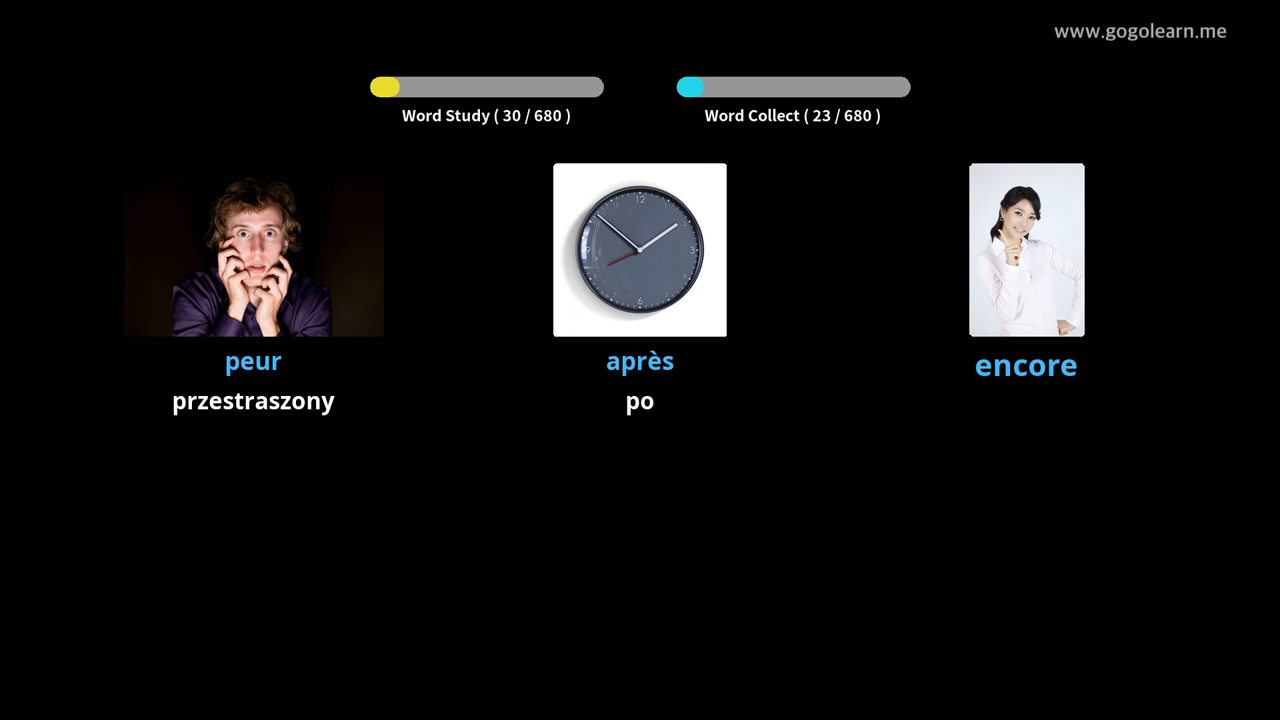 www.gogolearn.me
Word Study ( 30 / 680 )
Word Collect ( 23 / 680 )
peur
après
encore
przestraszony
po